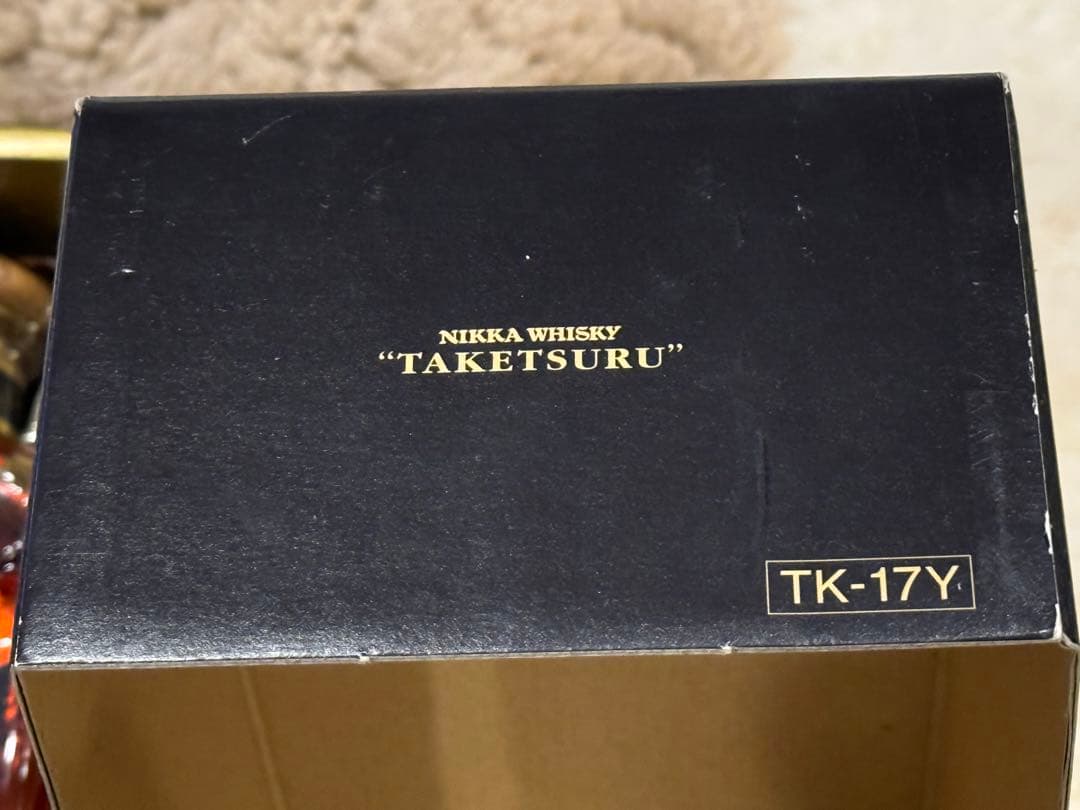 NIKKA WHISKY
“TAKETSURU”
TK-17Y